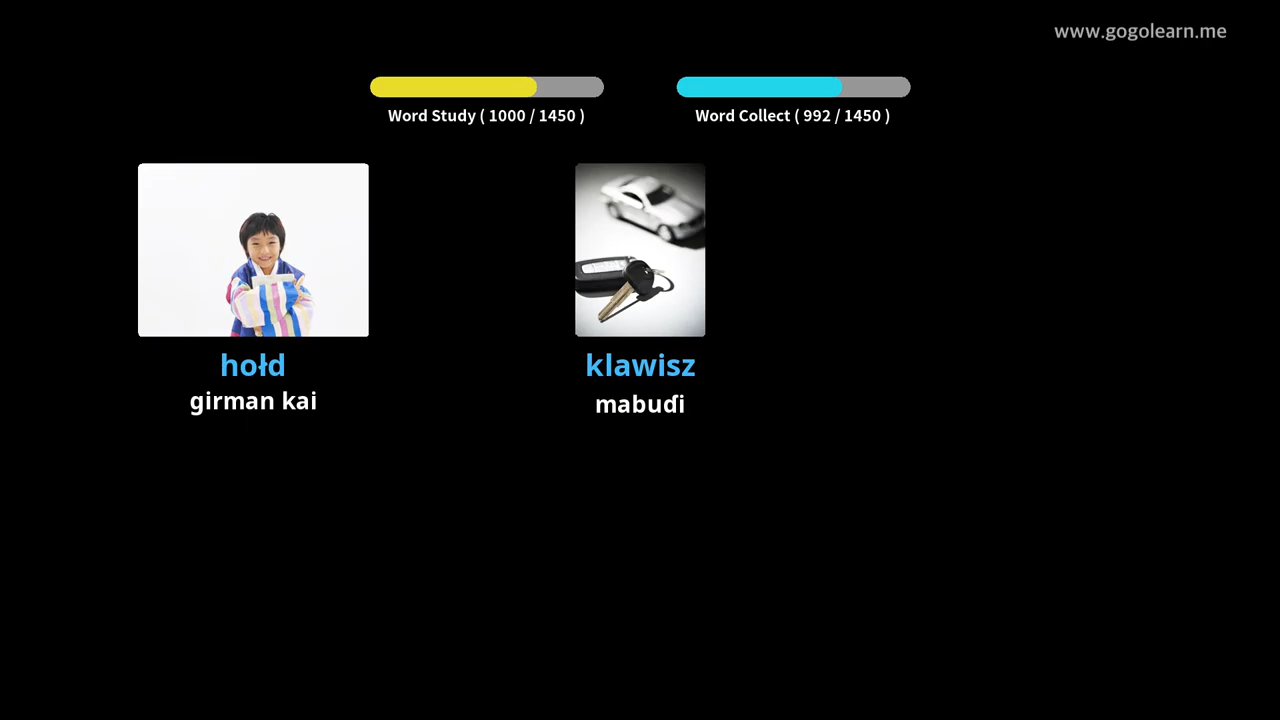 www.gogolearn.me
Word Study ( 1000 / 1450 )
Word Collect ( 992 / 1450 )
hołd
girman kai
klawisz
mabuɗi